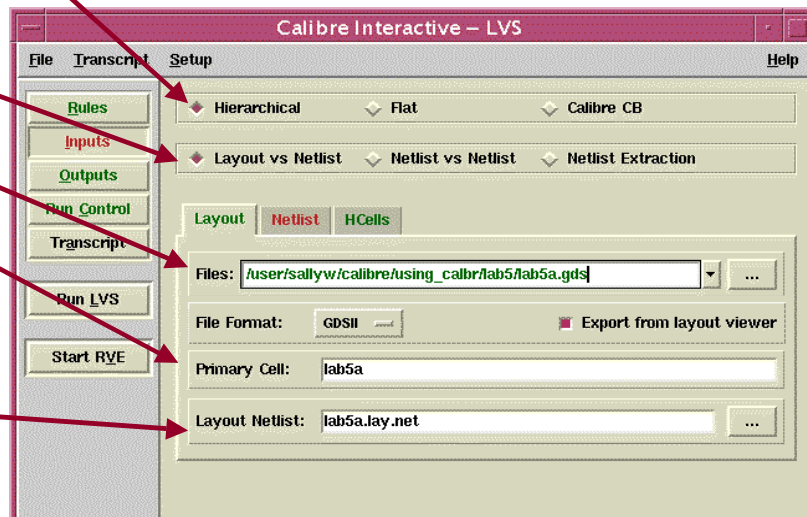 Calibre Interactive – LVS
File Transcript Setup Help
Rules
Inputs
Outputs
Run Control
Transcript
Run LVS
Start RVE
Hierarchical Flat Calibre CB
Layout vs Netlist Netlist vs Netlist Netlist Extraction
Layout Netlist HCells
Files: /user/sallyw/calibre/using_calbr/lab5/lab5a.gds ...
File Format: GDSII Export from layout viewer
Primary Cell: lab5a
Layout Netlist: lab5a.lay.net ...